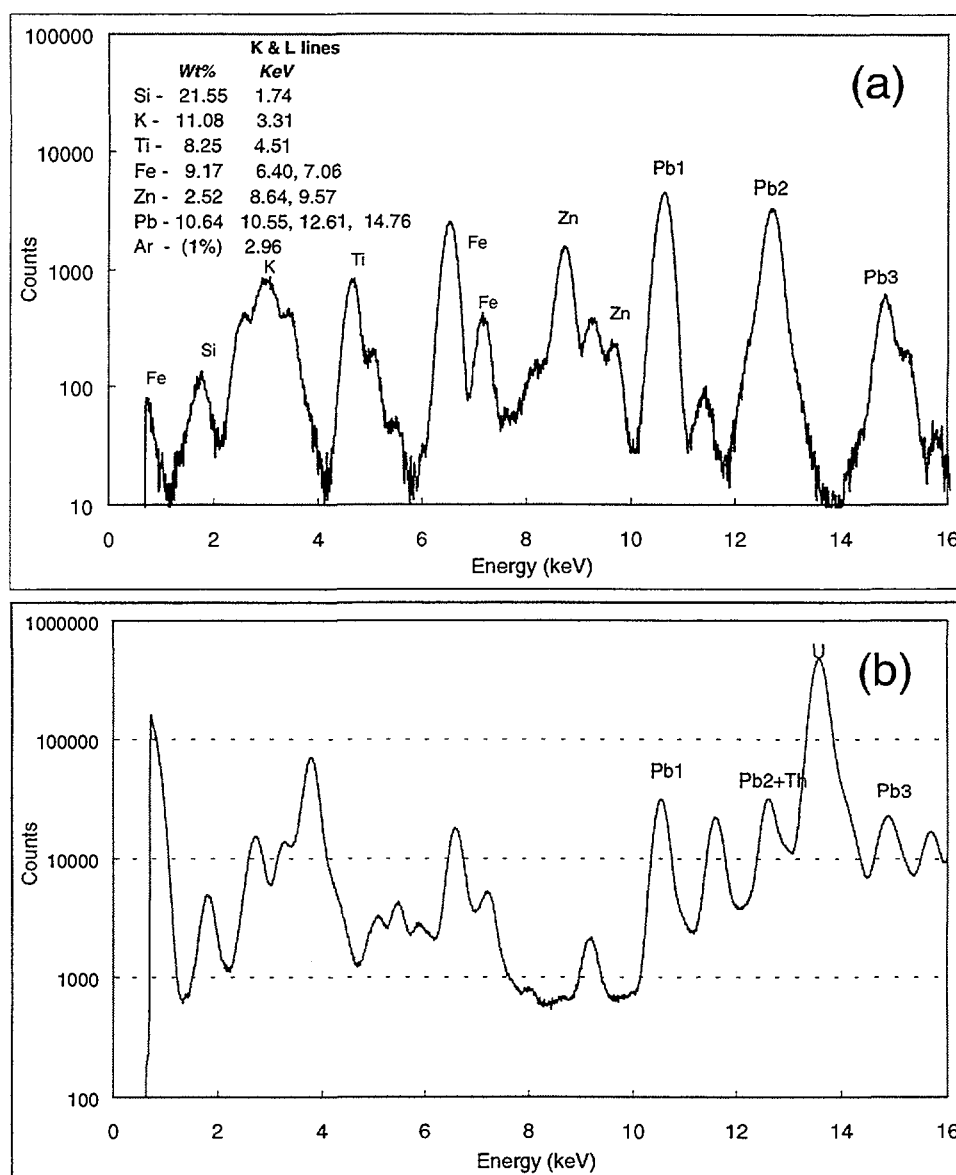 100000
10000
1000
100
10
Counts
K & L lines
Wt% KeV
Si - 21.55 1.74
K - 11.08 3.31
Ti - 8.25 4.51
Fe - 9.17 6.40, 7.06
Zn - 2.52 8.64, 9.57
Pb - 10.64 10.55, 12.61, 14.76
Ar - (1%) 2.96
(a)
Fe
Si
K
Ti
Fe
Fe
Zn
Zn
Pb1
Pb2
Pb3
0 2 4 6 8 10 12 14 16
Energy (keV)
1000000
100000
10000
1000
100
Counts
(b)
Pb1
Pb2+Th
U
Pb3
0 2 4 6 8 10 12 14 16
Energy (keV)